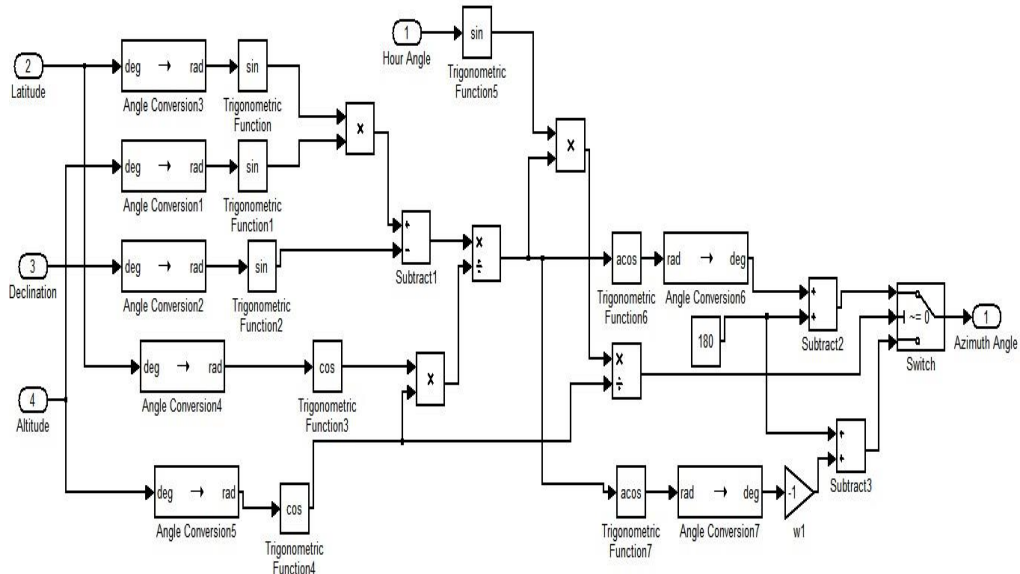 1
Hour Angle
sin
Trigonometric
Function5
2
Latitude
deg → rad
Angle Conversion3
sin
Trigonometric
Function
×
deg → rad
Angle Conversion1
sin
Trigonometric
Function1
×
3
Declination
deg → rad
Angle Conversion2
sin
Trigonometric
Function2
+
-
Subtract1
×
÷
acos
Trigonometric
Function6
rad → deg
Angle Conversion6
180
+
+
Subtract2
~= 0
Switch
1
Azimuth Angle
4
Altitude
deg → rad
Angle Conversion4
cos
Trigonometric
Function3
×
×
÷
deg → rad
Angle Conversion5
cos
Trigonometric
Function4
acos
Trigonometric
Function7
rad → deg
Angle Conversion7
-1
w1
+
+
Subtract3